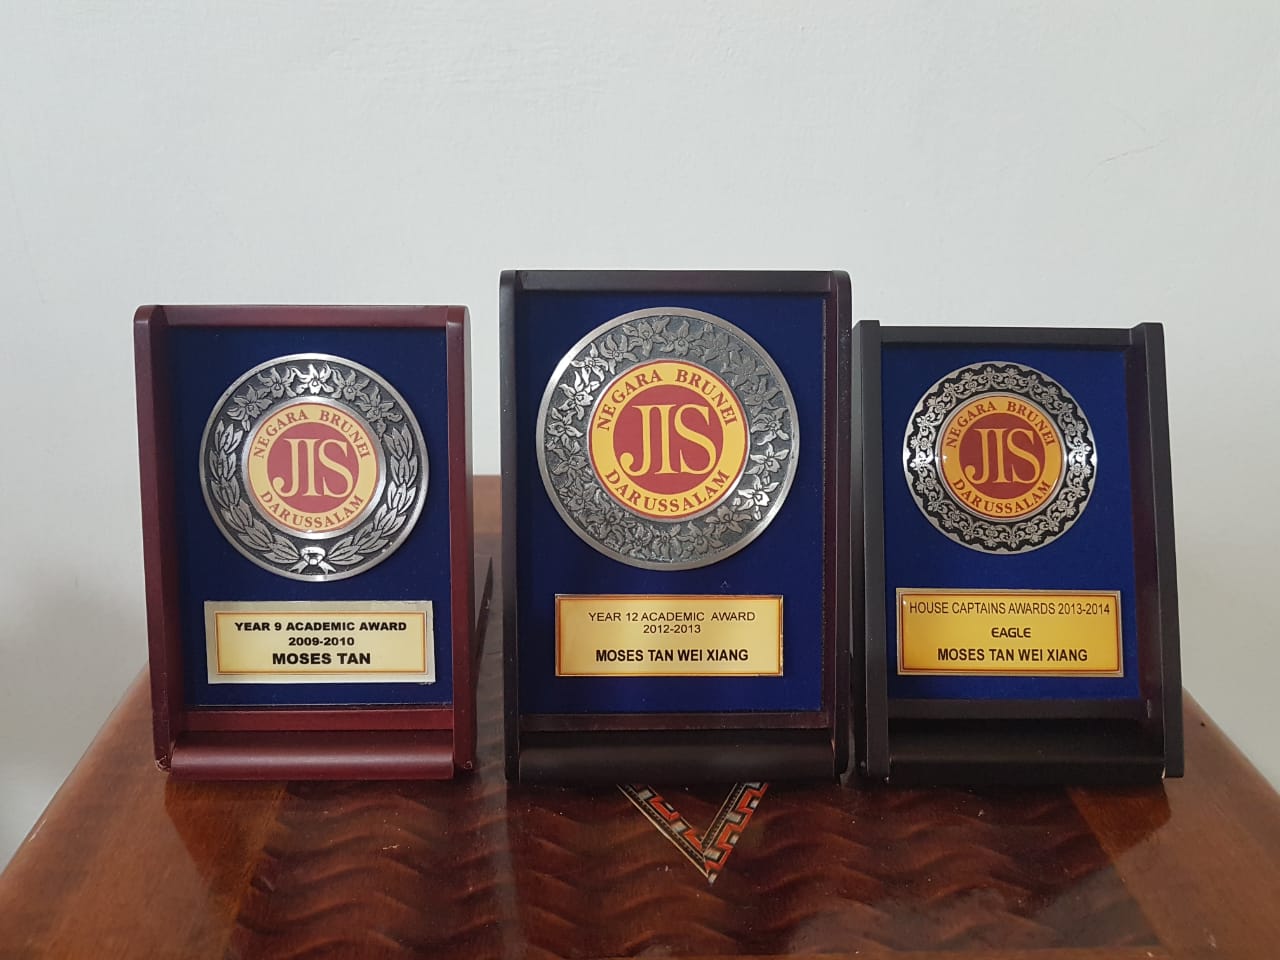 NEGARA BRUNEI
JIS
DARUSSALAM
YEAR 9 ACADEMIC AWARD
2009-2010
MOSES TAN
NEGARA BRUNEI
JIS
DARUSSALAM
YEAR 12 ACADEMIC AWARD
2012-2013
MOSES TAN WEI XIANG
NEGARA BRUNEI
JIS
DARUSSALAM
HOUSE CAPTAINS AWARDS 2013-2014
EAGLE
MOSES TAN WEI XIANG